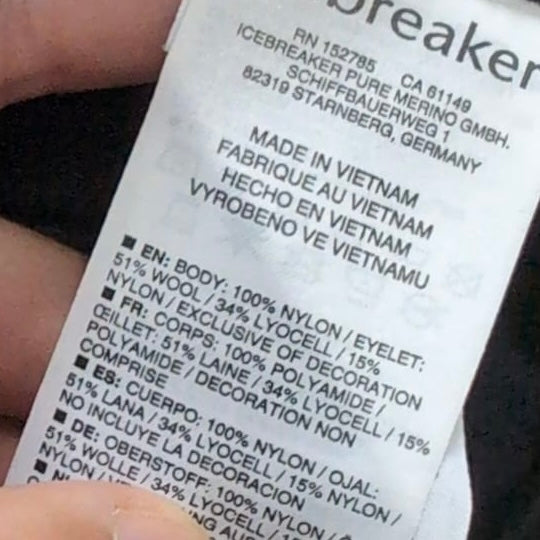 breaker
RN 152785 CA 61149
ICEBREAKER PURE MERINO GMBH.
SCHIFFBAUERWEG 1
82319 STARNBERG, GERMANY
MADE IN VIETNAM
FABRIQUE AU VIETNAM
HECHO EN VIETNAM
VYROBENO VE VIETNAMU
■ EN: BODY: 100% NYLON / EYELET:
51% WOOL / 34% LYOCELL / 15%
NYLON / EXCLUSIVE OF DECORATION
■ FR: CORPS: 100% POLYAMIDE /
ŒILLET: 51% LAINE / 34% LYOCELL / 15%
POLYAMIDE / DECORATION NON
COMPRISE
■ ES: CUERPO: 100% NYLON / OJAL:
51% LANA / 34% LYOCELL / 15% NYLON /
NO INCLUYE LA DECORACION
■ DE: OBERSTOFF: 100% NYLON /
51% WOLLE / 34% LYOCELL /
NYLON /